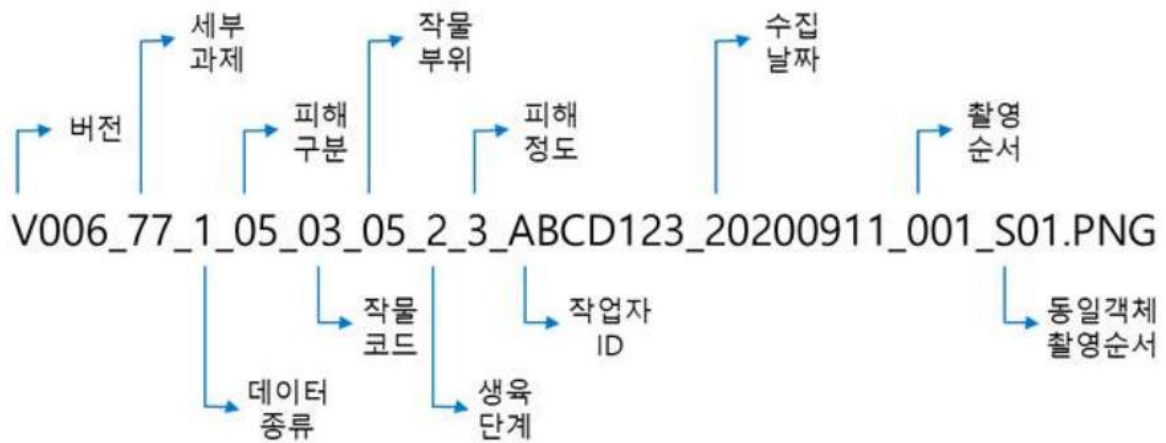 세부
과제
작물
부위
수집
날짜
버전
피해
구분
피해
정도
촬영
순서
V006_77_1_05_03_05_2_3_ABCD123_20200911_001_S01.PNG
작물
코드
작업자
ID
동일객체
촬영순서
데이터
종류
생육
단계